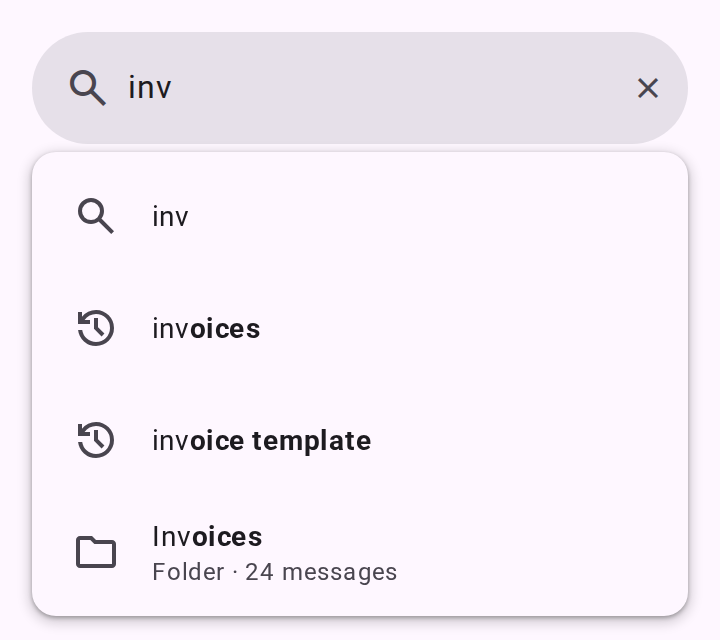 inv
inv
invoices
invoice template
Invoices
Folder · 24 messages